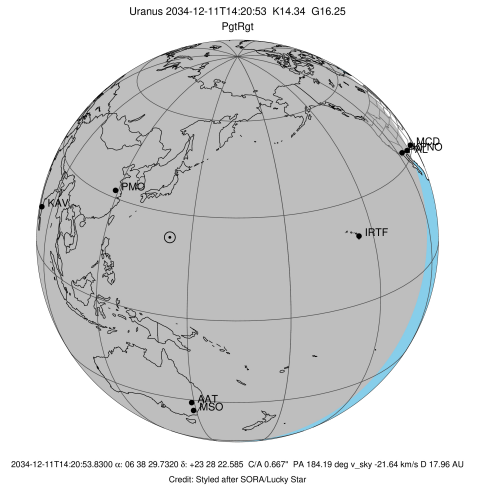 Uranus 2034-12-11T14:20:53 K14.34 G16.25
PgtRgt
MCD
KAV
PMO
IRTF
AAT
MSO
2034-12-11T14:20:53.8300 α: 06 38 29.7320 δ: +23 28 22.585 C/A 0.667" PA 184.19 deg v_sky -21.64 km/s D 17.96 AU
Credit: Styled after SORA/Lucky Star